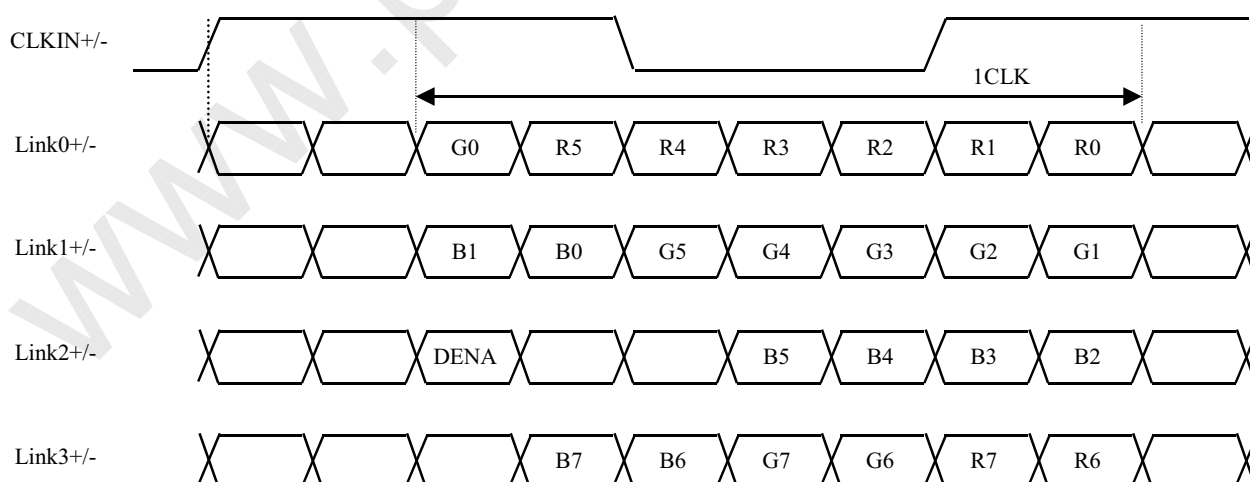 CLKIN+/-
1CLK
Link0+/- G0 R5 R4 R3 R2 R1 R0
Link1+/- B1 B0 G5 G4 G3 G2 G1
Link2+/- DENA B5 B4 B3 B2
Link3+/- B7 B6 G7 G6 R7 R6
www.p